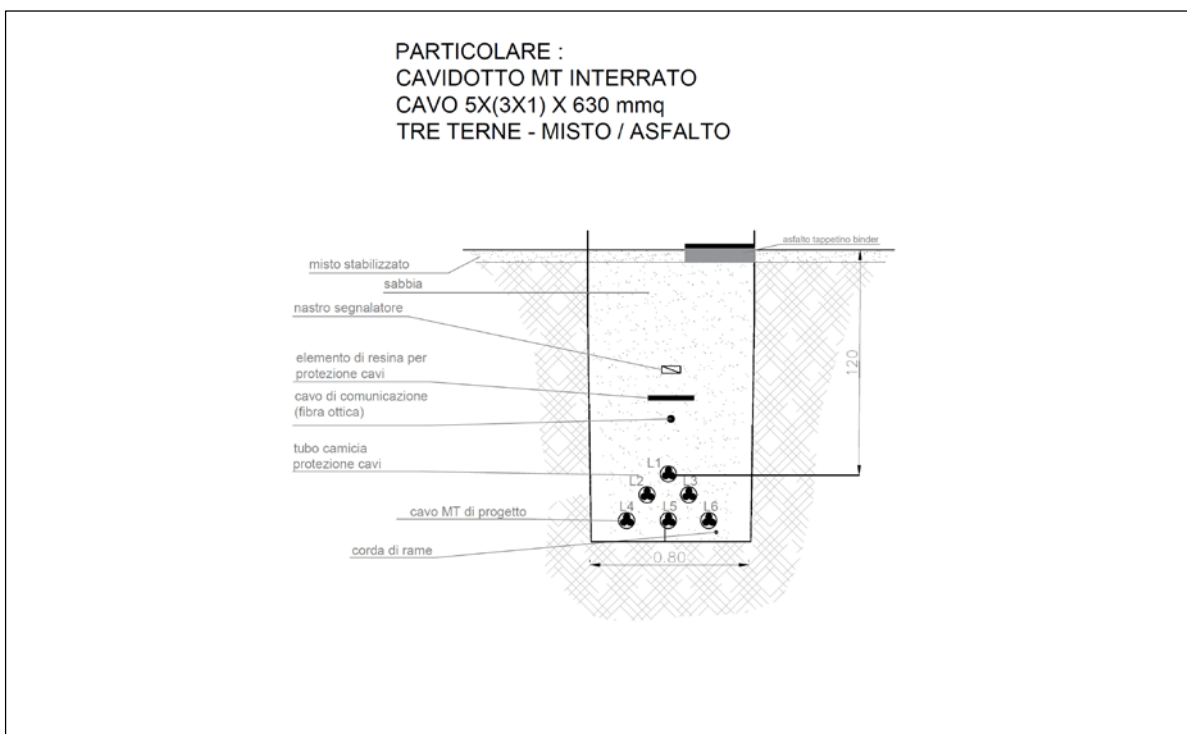 PARTICOLARE :
CAVIDOTTO MT INTERRATO
CAVO 5X(3X1) X 630 mmq
TRE TERNE - MISTO / ASFALTO
asfalto tappetino binder
misto stabilizzato
sabbia
nastro segnalatore
elemento di resina per
protezione cavi
cavo di comunicazione
(fibra ottica)
120
tubo camicia
protezione cavi
L1
L2 L3
L4 L5 L6
cavo MT di progetto
corda di rame
0.80